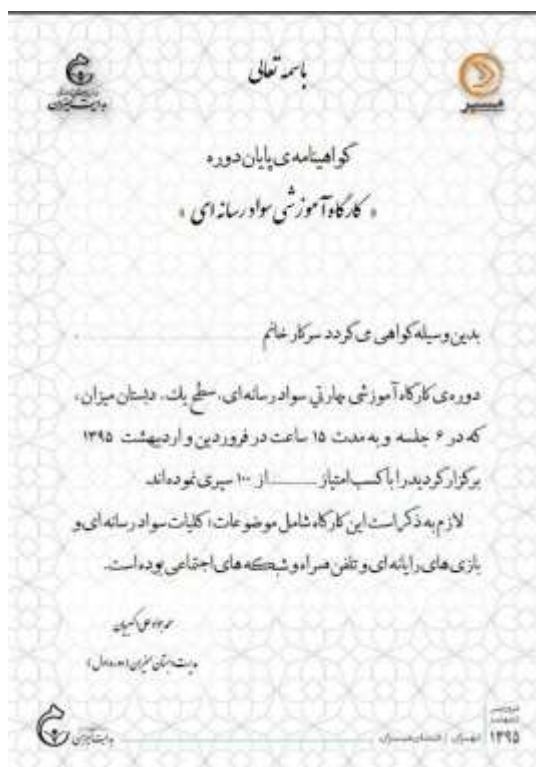 باسمه تعالی
مسیر
گواهینامه‌ی پایان دوره
« کارگاه آموزشی سواد رسانه ای »
بدین وسیله گواهی می گردد سرکار خانم
دوره‌ی کارگاه آموزشی مهارتی سواد رسانه‌ای، سطح یك، دبستان میزان،
که در ۶ جلسه و به مدت ۱۵ ساعت در فروردین و اردیبهشت ۱۳۹۵
برگزار گردید را با کسب امتیاز ......... از ۱۰۰ سپری نموده‌اند.
لازم به ذکر است این کارگاه شامل موضوعات: کلیات سواد رسانه ای و
بازی های رایانه ای و تلفن همراه و شبکه های اجتماعی بوده است.
۱۳۹۵